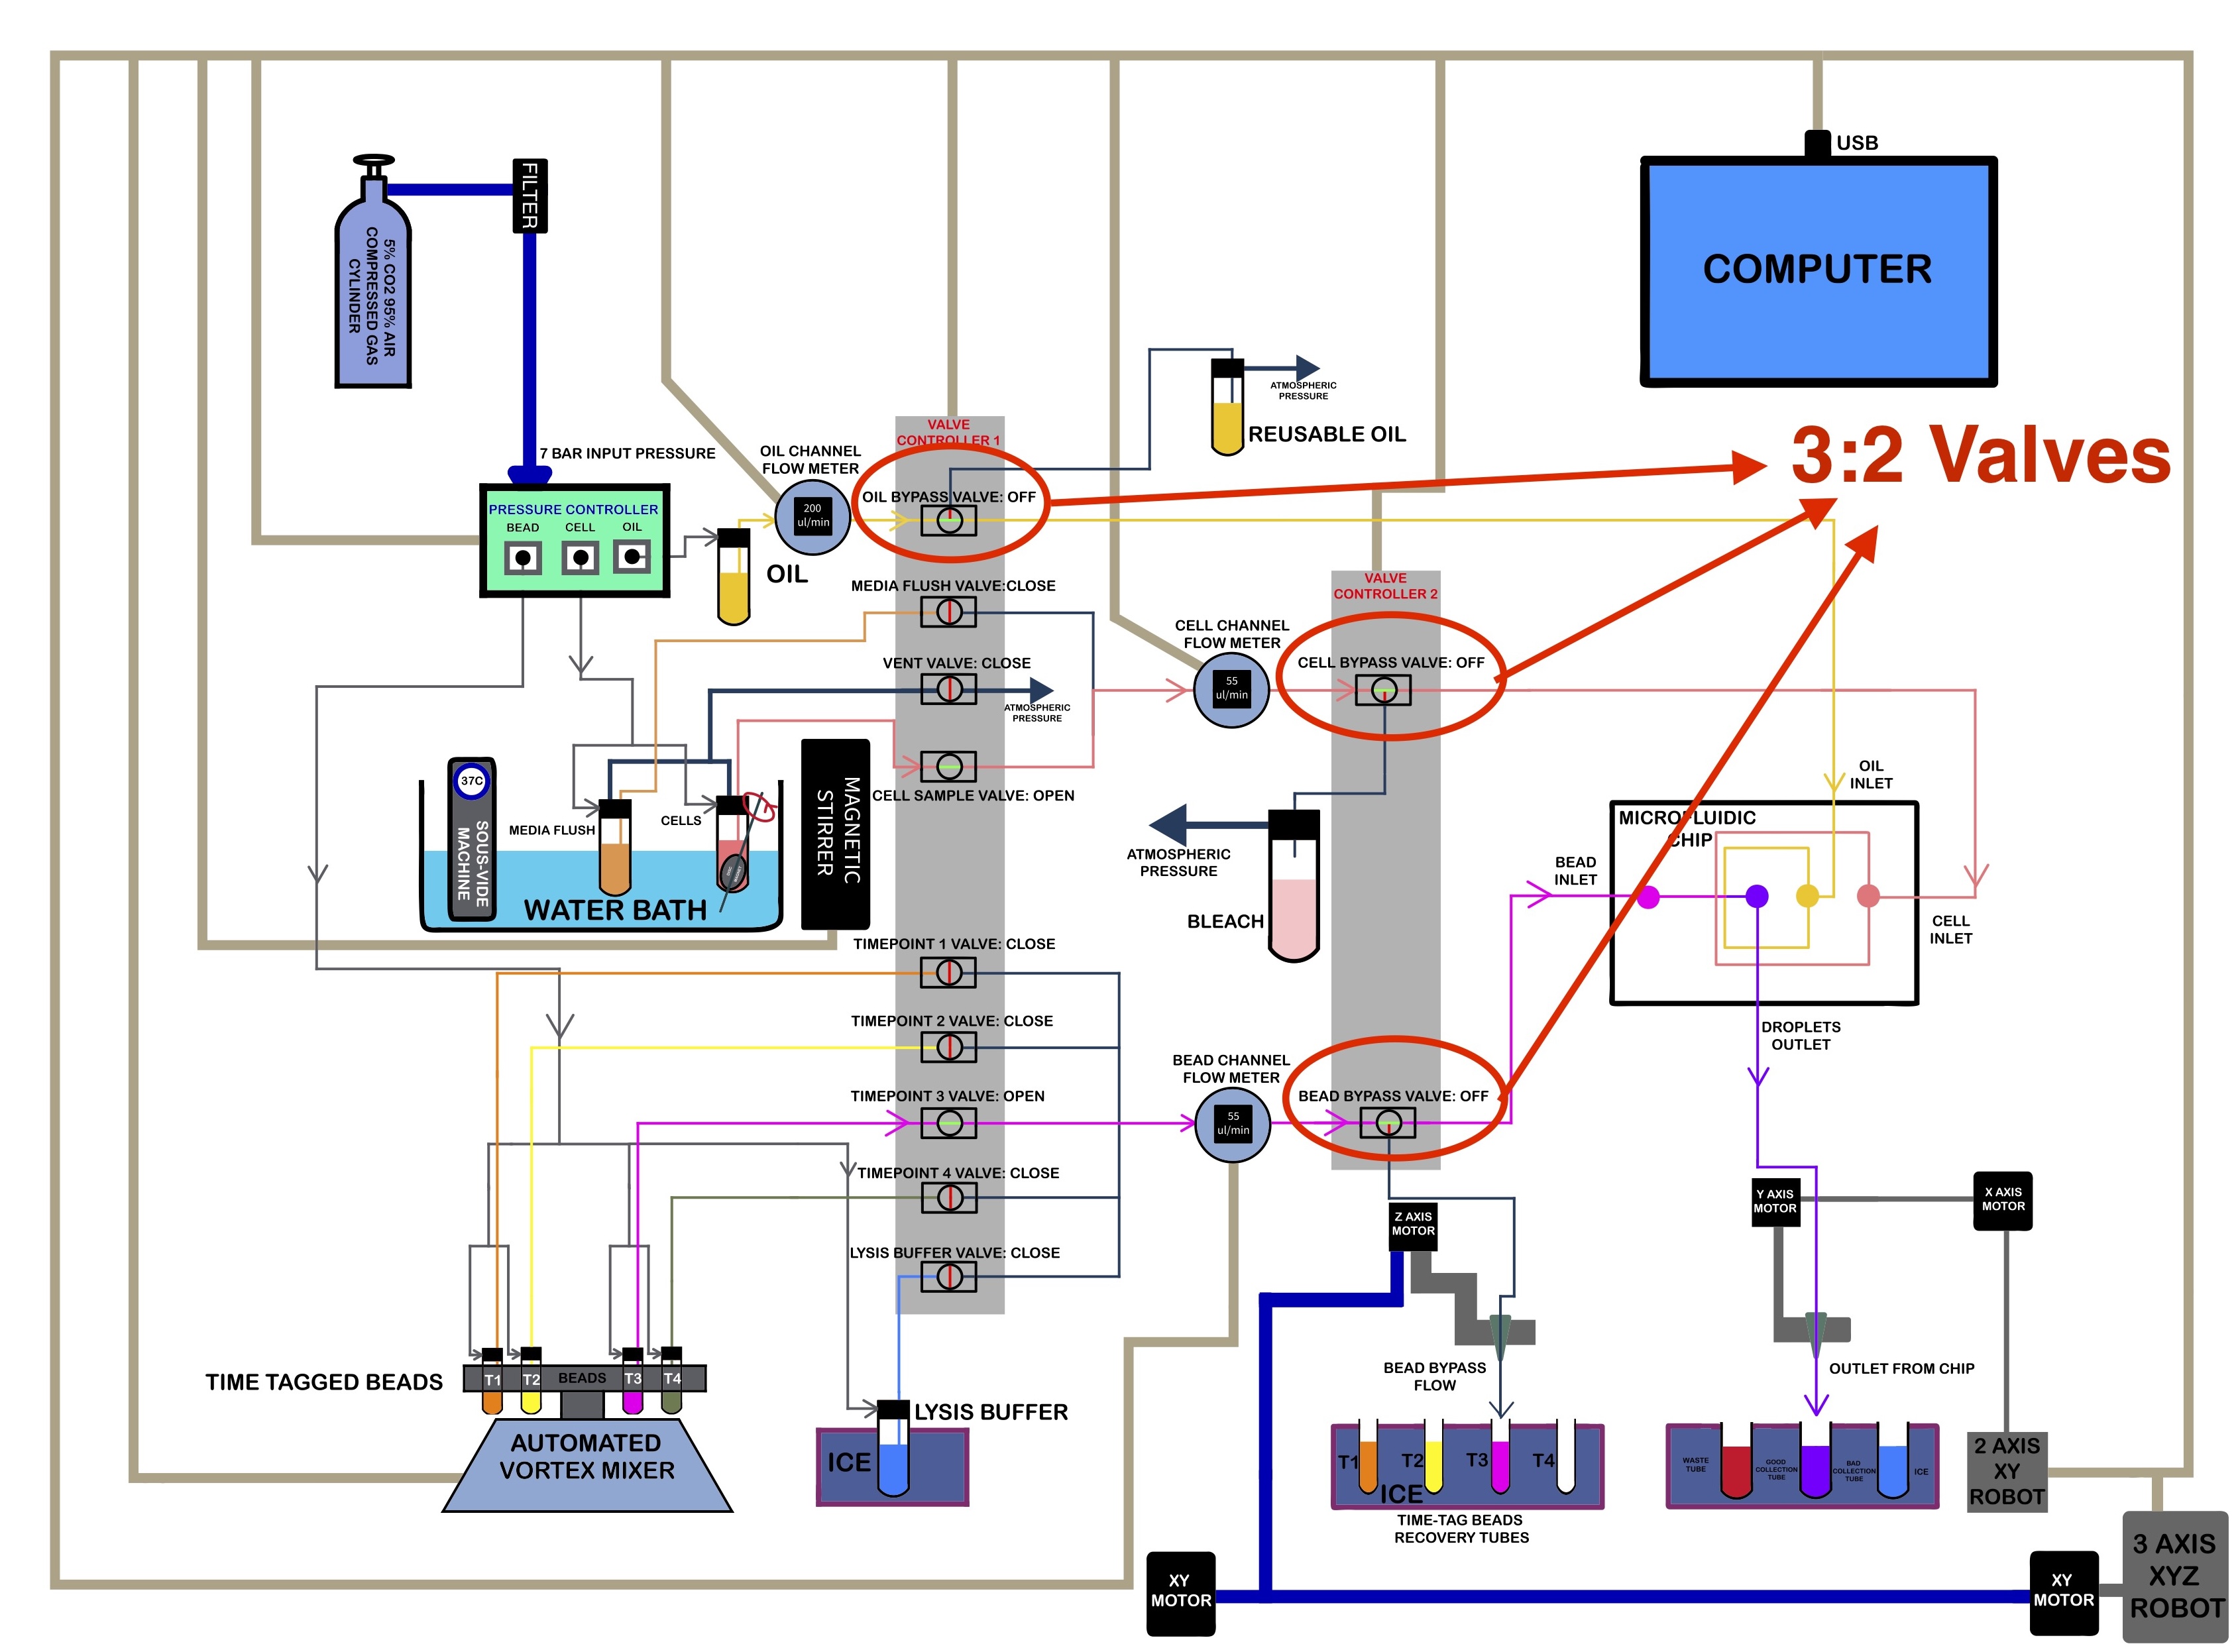 USB
COMPUTER
FILTER
5% CO2 95% AIR
COMPRESSED GAS
CYLINDER
3:2 Valves
7 BAR INPUT PRESSURE
PRESSURE CONTROLLER
BEAD
CELL
OIL
OIL
OIL CHANNEL
FLOW METER
200
ul/min
VALVE
CONTROLLER 1
OIL BYPASS VALVE: OFF
ATMOSPHERIC
PRESSURE
REUSABLE OIL
MEDIA FLUSH VALVE:CLOSE
VENT VALVE: CLOSE
ATMOSPHERIC
PRESSURE
CELL SAMPLE VALVE: OPEN
CELL CHANNEL
FLOW METER
55
ul/min
VALVE
CONTROLLER 2
CELL BYPASS VALVE: OFF
37C
SOUS-VIDE
MACHINE
MEDIA FLUSH
CELLS
WATER BATH
MAGNETIC
STIRRER
ATMOSPHERIC
PRESSURE
BLEACH
OIL
INLET
MICROFLUIDIC
CHIP
BEAD
INLET
CELL
INLET
DROPLETS
OUTLET
TIMEPOINT 1 VALVE: CLOSE
TIMEPOINT 2 VALVE: CLOSE
TIMEPOINT 3 VALVE: OPEN
TIMEPOINT 4 VALVE: CLOSE
LYSIS BUFFER VALVE: CLOSE
BEAD CHANNEL
FLOW METER
55
ul/min
BEAD BYPASS VALVE: OFF
Z AXIS
MOTOR
Y AXIS
MOTOR
X AXIS
MOTOR
BEAD BYPASS
FLOW
OUTLET FROM CHIP
TIME TAGGED BEADS
T1
T2
BEADS
T3
T4
AUTOMATED
VORTEX MIXER
LYSIS BUFFER
ICE
T1
T2
T3
T4
ICE
TIME-TAG BEADS
RECOVERY TUBES
WASTE
TUBE
GOOD
COLLECTION
TUBE
BAD
COLLECTION
TUBE
ICE
2 AXIS
XY
ROBOT
XY
MOTOR
XY
MOTOR
3 AXIS
XYZ
ROBOT